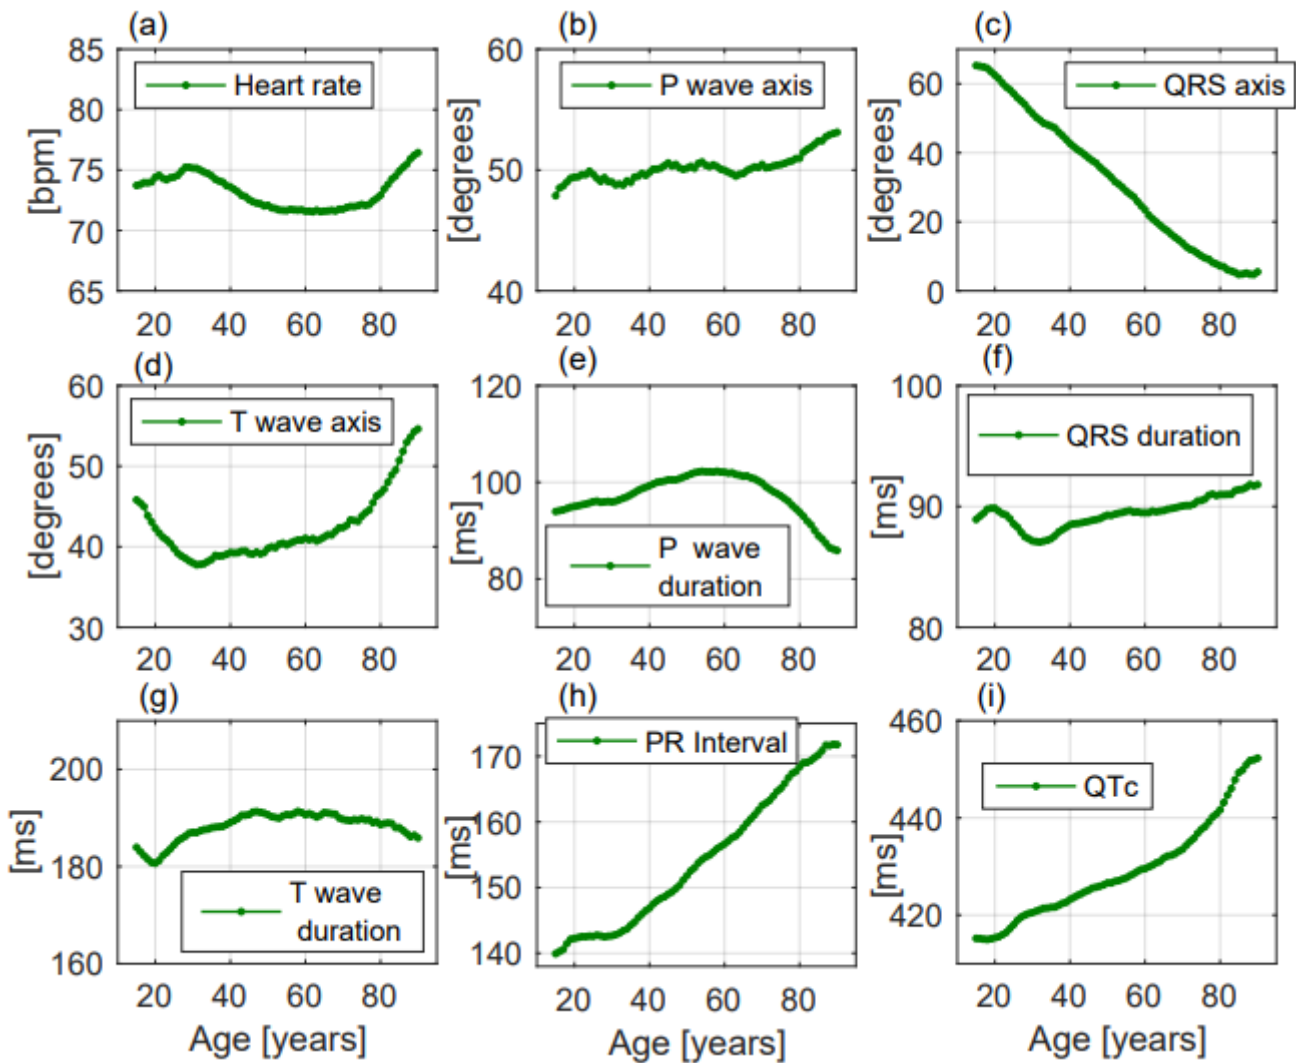 (a)
85
80
75
70
65
[bpm]
Heart rate
20 40 60 80
(b)
60
50
40
[degrees]
P wave axis
20 40 60 80
(c)
60
40
20
0
[degrees]
QRS axis
20 40 60 80
(d)
60
50
40
30
[degrees]
T wave axis
20 40 60 80
(e)
120
100
80
[ms]
P wave
duration
20 40 60 80
(f)
100
90
80
[ms]
QRS duration
20 40 60 80
(g)
200
180
160
[ms]
T wave
duration
20 40 60 80
Age [years]
(h)
170
160
150
140
[ms]
PR Interval
20 40 60 80
Age [years]
(i)
460
440
420
[ms]
QTc
20 40 60 80
Age [years]